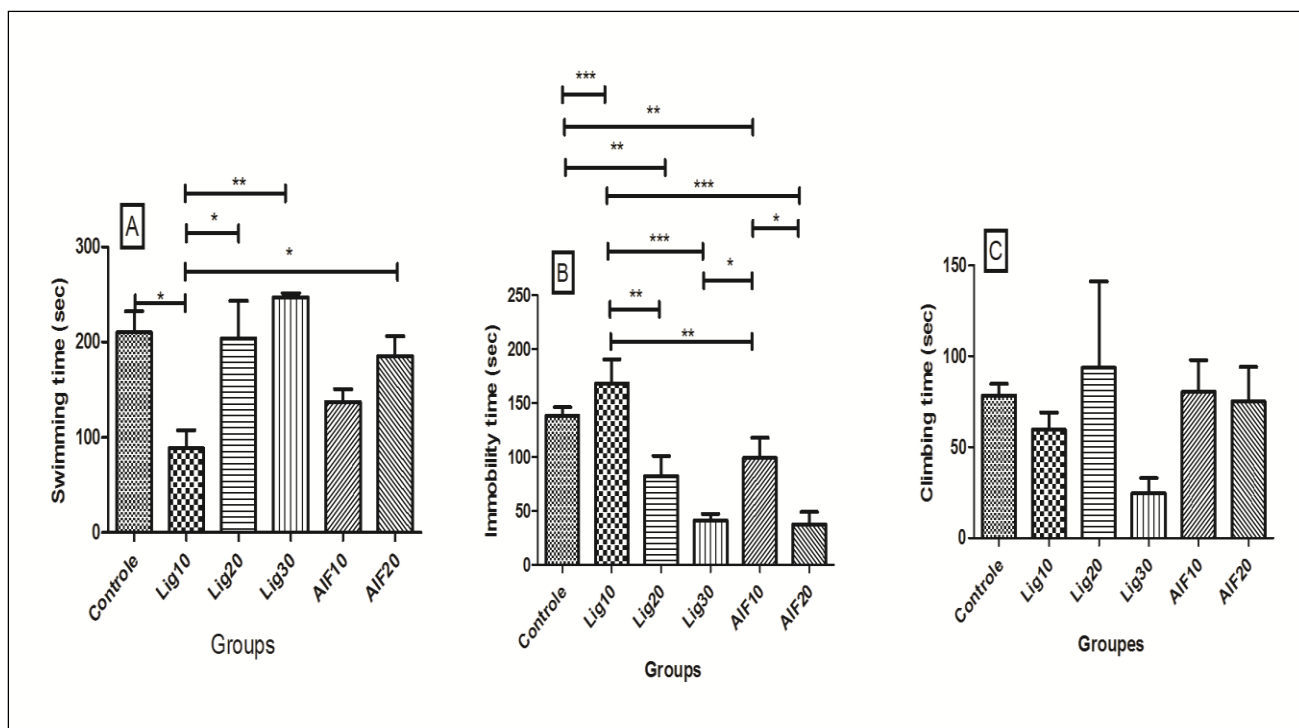 A
Swimming time (sec)
300
200
100
0
**
*
*
*
Controle
Lig10
Lig20
Lig30
AIF10
AIF20
Groups
B
Immobility time (sec)
250
200
150
100
50
0
***
**
**
***
*
***
*
**
**
Controle
Lig10
Lig20
Lig30
AIF10
AIF20
Groups
C
Climbing time (sec)
150
100
50
0
Controle
Lig10
Lig20
Lig30
AIF10
AIF20
Groupes